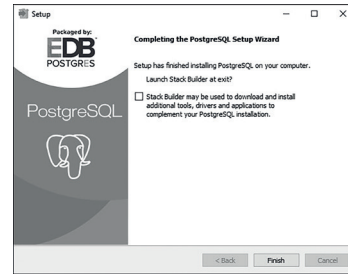 Setup
Packaged by:
EDB
POSTGRES
PostgreSQL
Completing the PostgreSQL Setup Wizard
Setup has finished installing PostgreSQL on your computer.
Launch Stack Builder at exit?
Stack Builder may be used to download and install
additional tools, drivers and applications to
complement your PostgreSQL installation.
< Back
Finish
Cancel